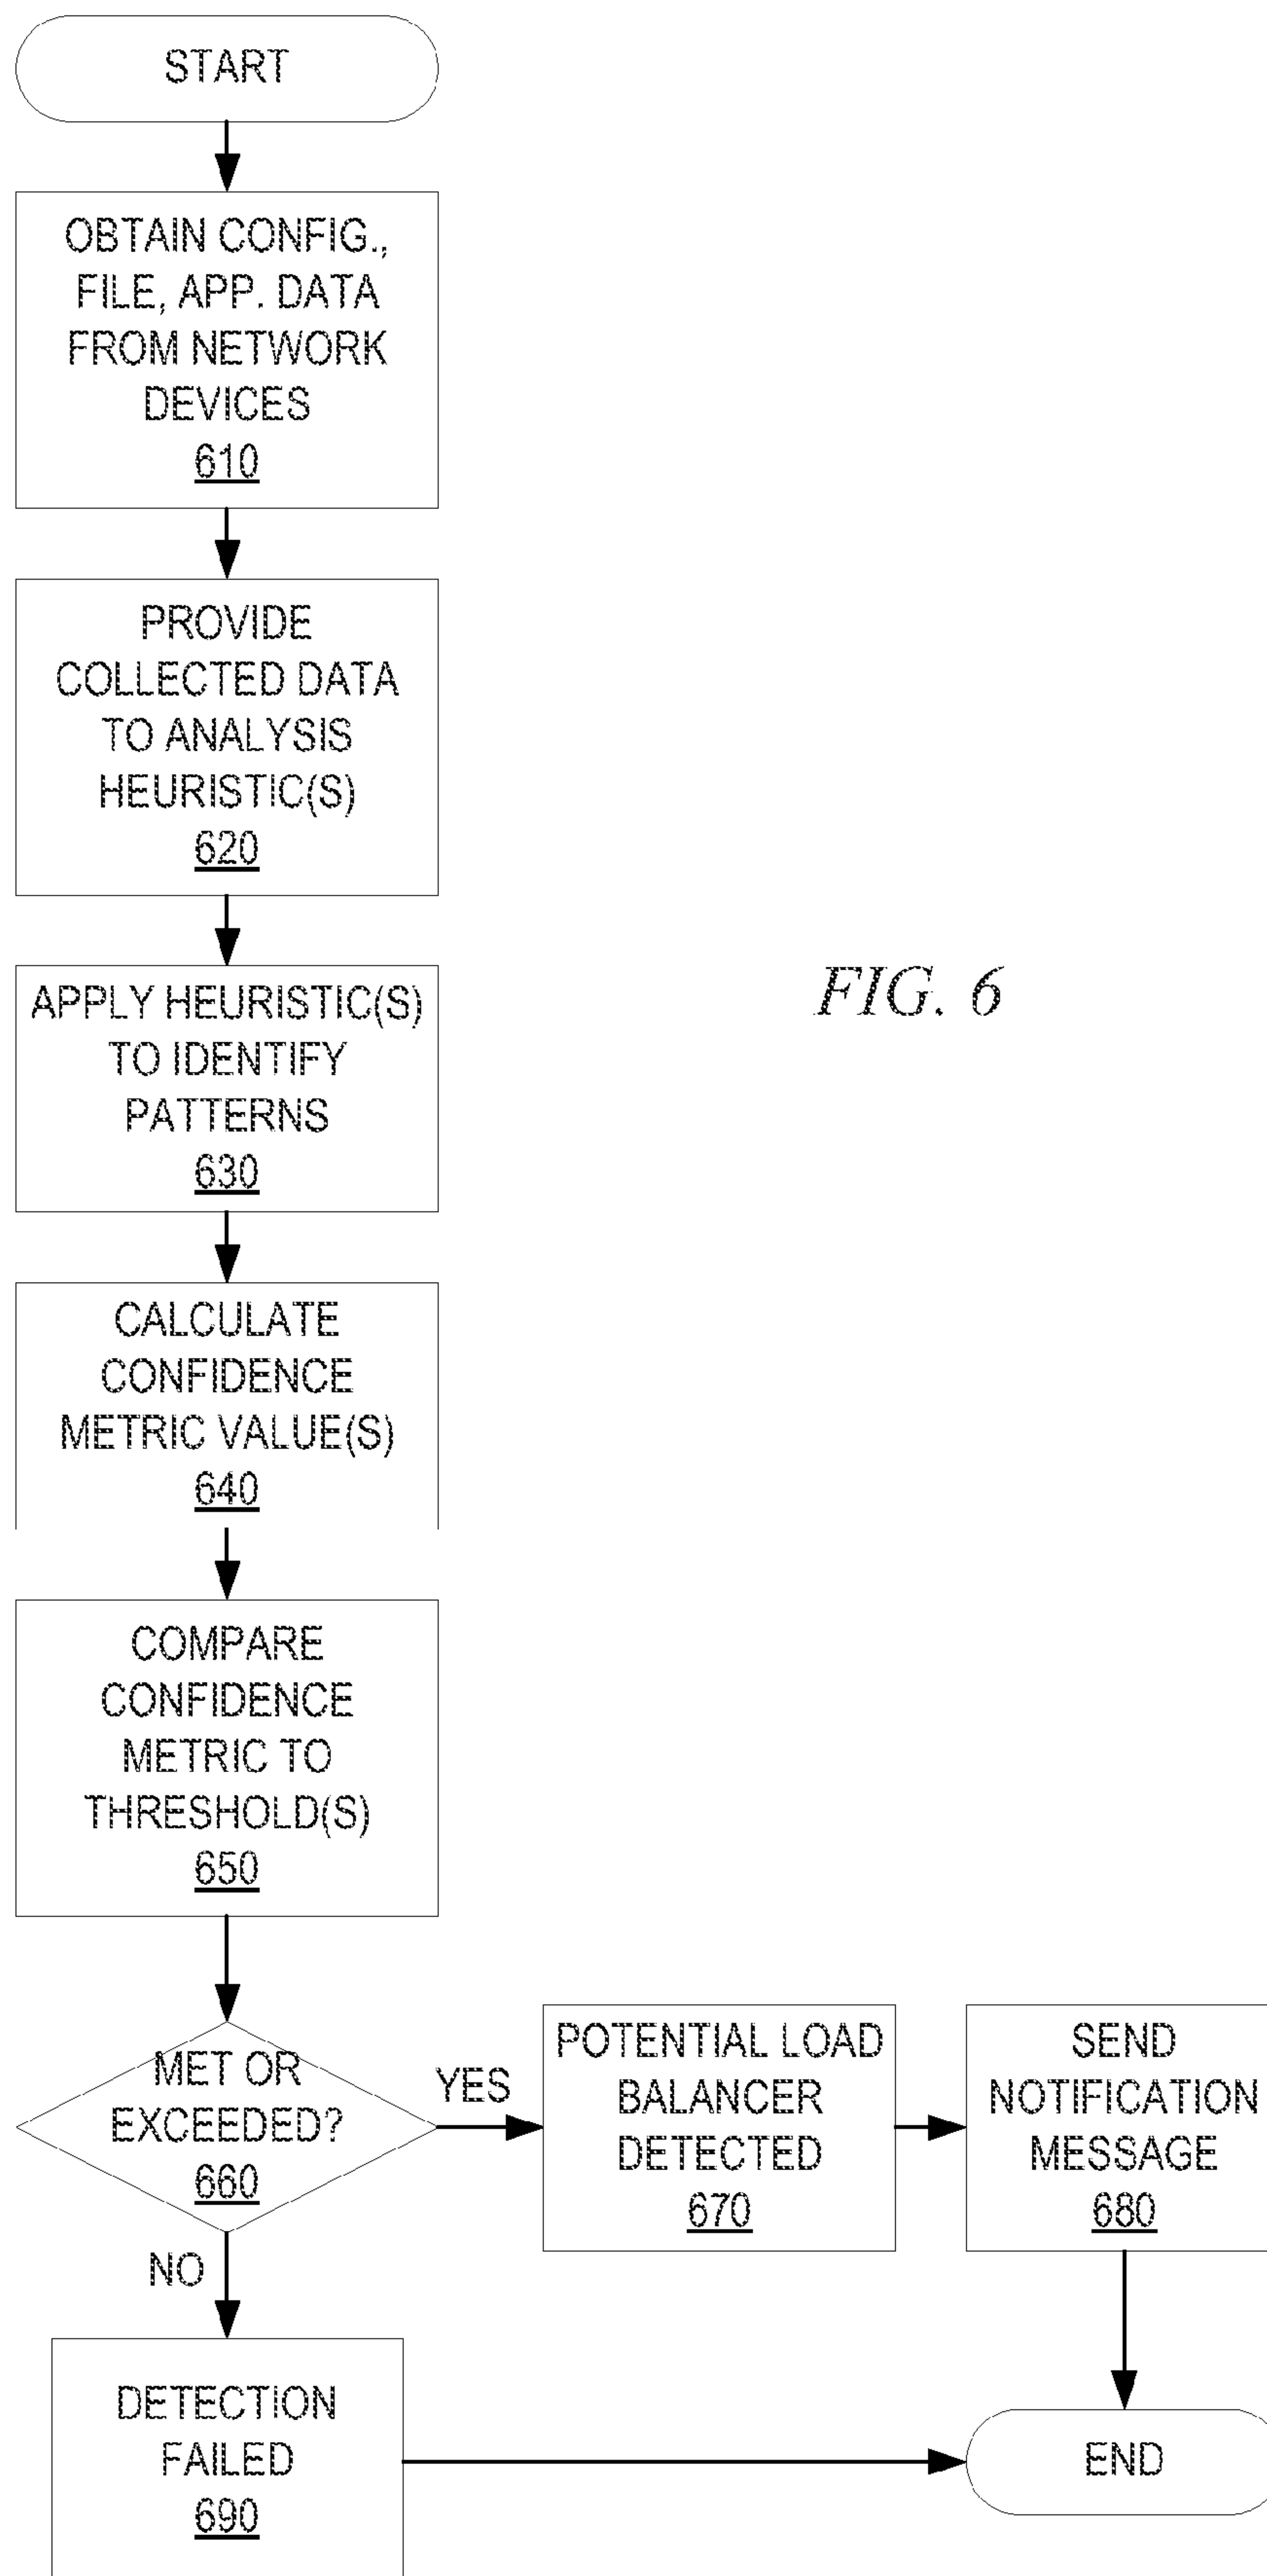 START
OBTAIN CONFIG.,
FILE, APP. DATA
FROM NETWORK
DEVICES
610
PROVIDE
COLLECTED DATA
TO ANALYSIS
HEURISTIC(S)
620
APPLY HEURISTIC(S)
TO IDENTIFY
PATTERNS
630
FIG. 6
CALCULATE
CONFIDENCE
METRIC VALUE(S)
640
COMPARE
CONFIDENCE
METRIC TO
THRESHOLD(S)
650
MET OR
EXCEEDED?
660
YES
POTENTIAL LOAD
BALANCER
DETECTED
670
SEND
NOTIFICATION
MESSAGE
680
NO
DETECTION
FAILED
690
END